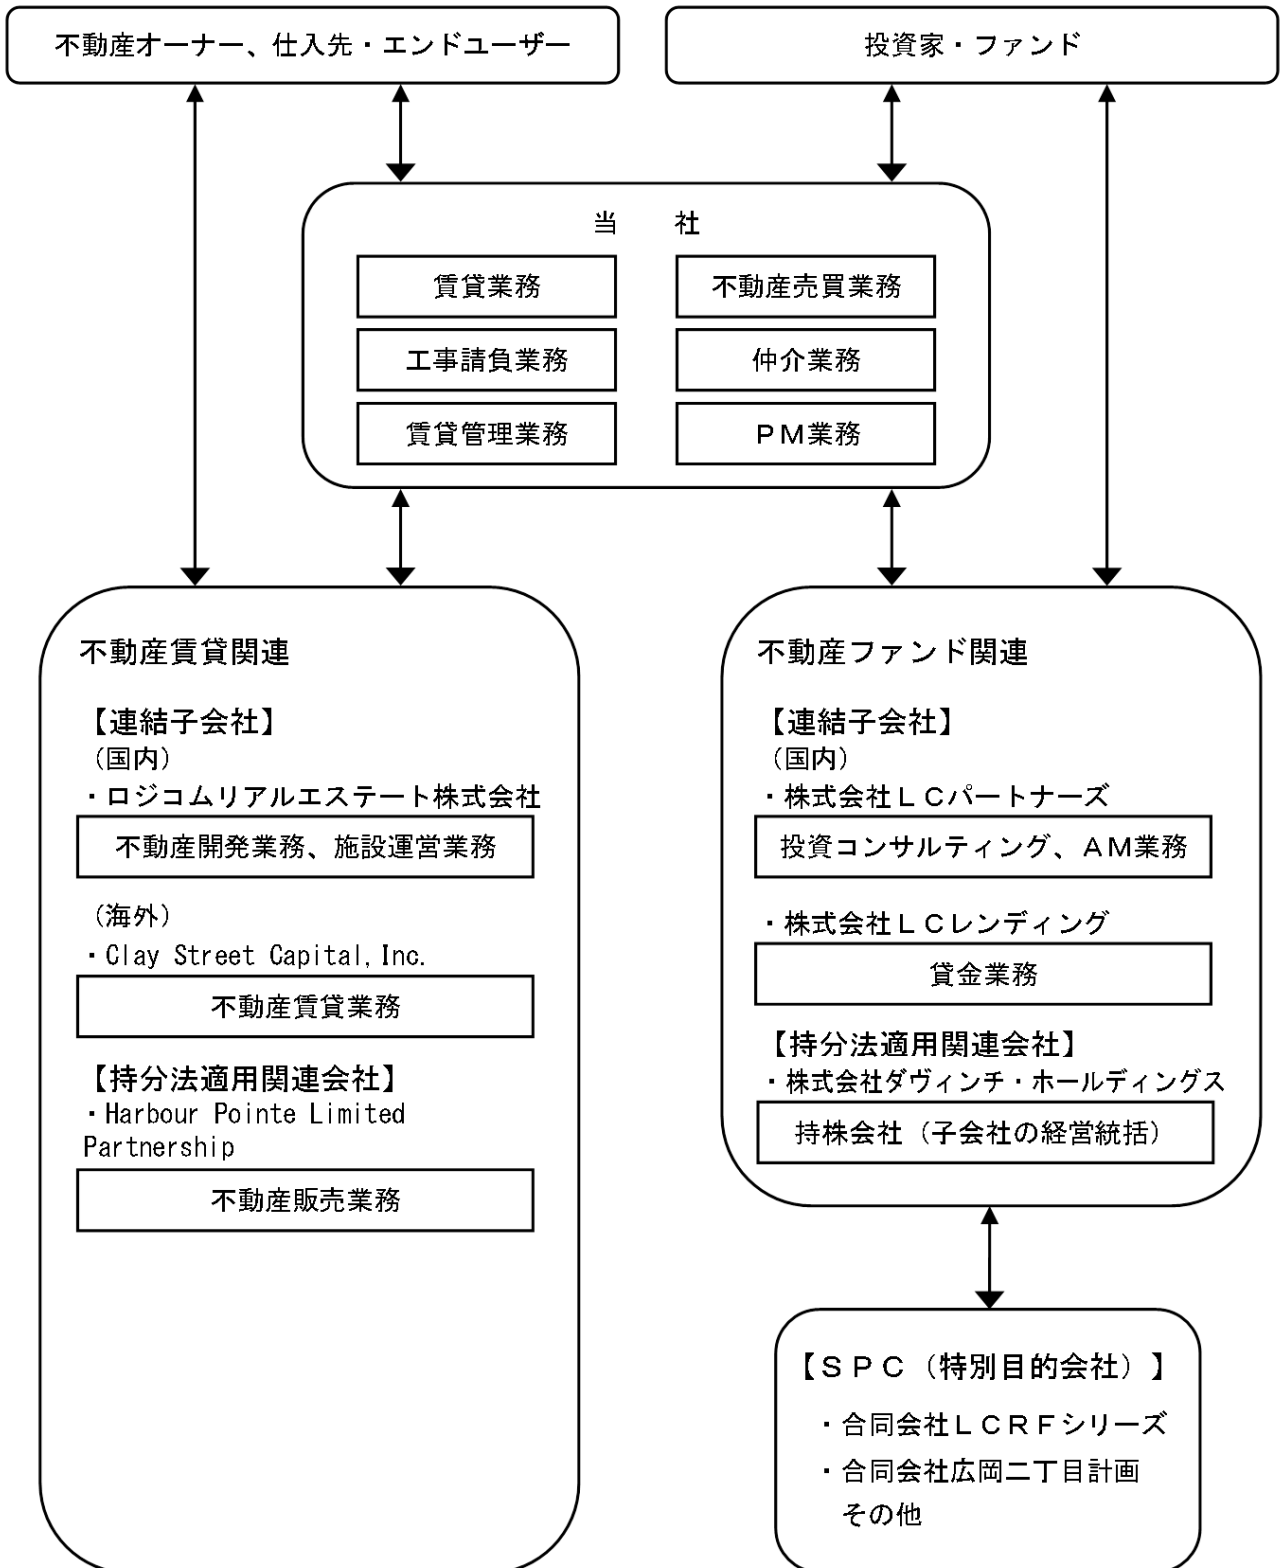 不動産オーナー、仕入先・エンドユーザー
投資家・ファンド
当　　社
賃貸業務
不動産売買業務
工事請負業務
仲介業務
賃貸管理業務
ＰＭ業務
不動産賃貸関連
【連結子会社】
（国内）
・ロジコムリアルエステート株式会社
不動産開発業務、施設運営業務
（海外）
・Clay Street Capital, Inc.
不動産賃貸業務
【持分法適用関連会社】
・Harbour Pointe Limited
Partnership
不動産販売業務
不動産ファンド関連
【連結子会社】
（国内）
・株式会社ＬＣパートナーズ
投資コンサルティング、ＡＭ業務
・株式会社ＬＣレンディング
貸金業務
【持分法適用関連会社】
・株式会社ダヴィンチ・ホールディングス
持株会社（子会社の経営統括）
【ＳＰＣ（特別目的会社）】
・合同会社ＬＣＲＦシリーズ
・合同会社広岡二丁目計画
その他